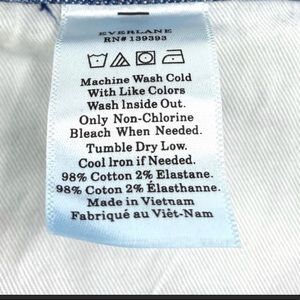 EVERLANE
RN# 139393
Machine Wash Cold
With Like Colors
Wash Inside Out.
Only Non-Chlorine
Bleach When Needed.
Tumble Dry Low.
Cool Iron if Needed.
98% Cotton 2% Elastane.
98% Coton 2% Élasthanne.
Made in Vietnam
Fabriqué au Viêt-Nam